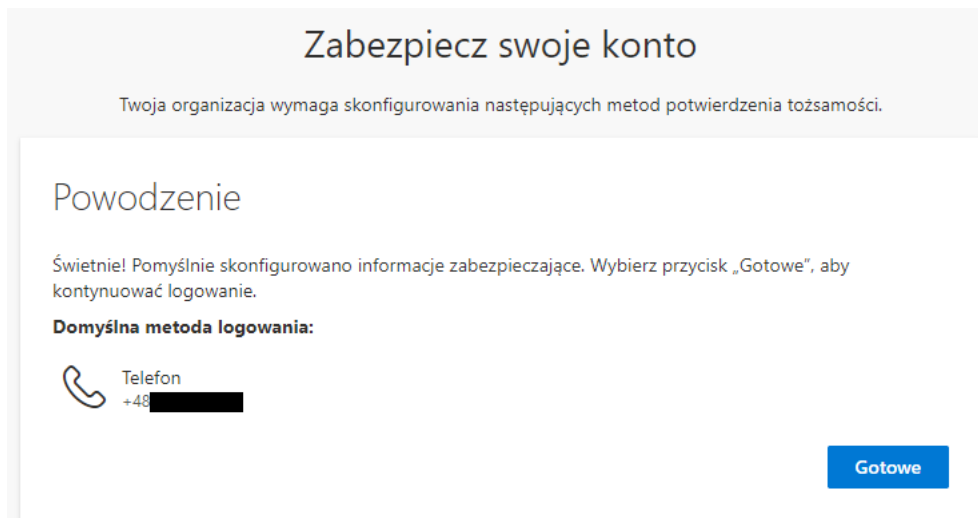 Zabezpiecz swoje konto
Twoja organizacja wymaga skonfigurowania następujących metod potwierdzenia tożsamości.
Powodzenie
Świetnie! Pomyślnie skonfigurowano informacje zabezpieczające. Wybierz przycisk „Gotowe”, aby
kontynuować logowanie.
Domyślna metoda logowania:
Telefon
+48
Gotowe